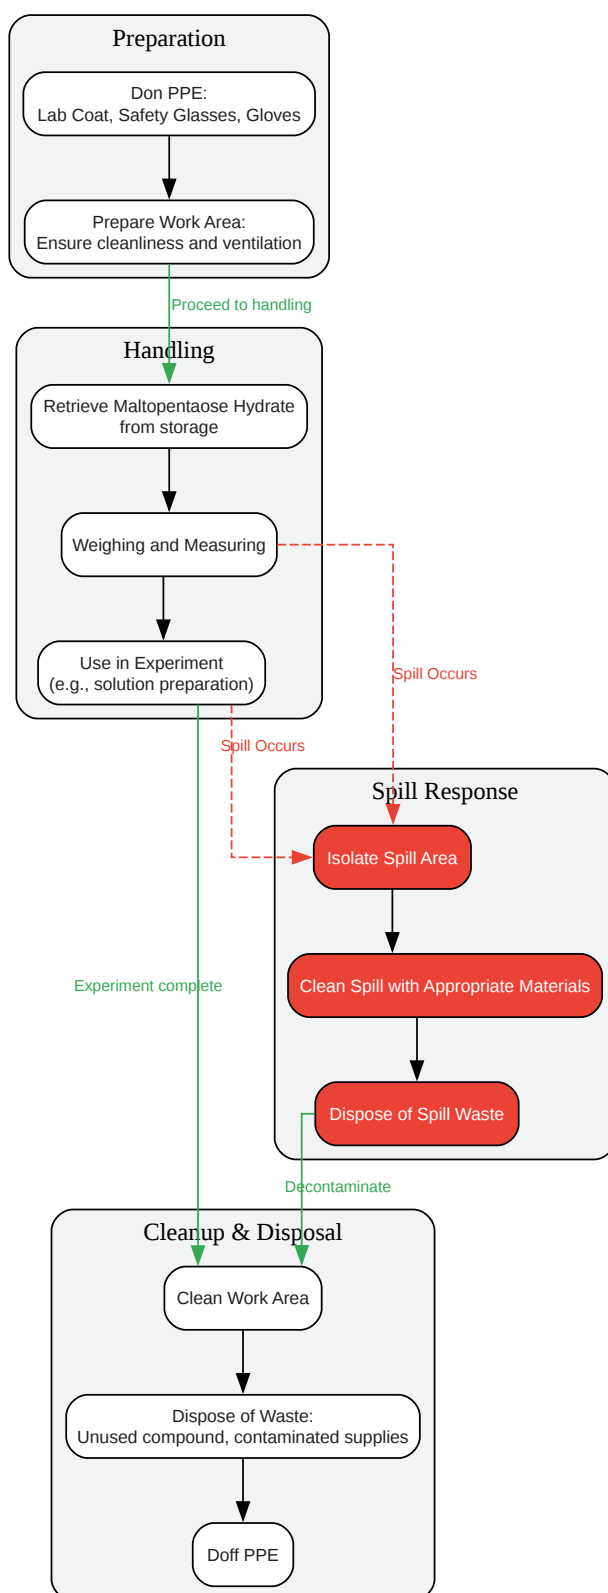 Preparation
Don PPE:
Lab Coat, Safety Glasses, Gloves
Prepare Work Area:
Ensure cleanliness and ventilation
Proceed to handling
Handling
Retrieve Maltopentaose Hydrate
from storage
Weighing and Measuring
Use in Experiment
(e.g., solution preparation)
Spill Occurs
Spill Occurs
Spill Response
Isolate Spill Area
Experiment complete
Clean Spill with Appropriate Materials
Dispose of Spill Waste
Decontaminate
Cleanup & Disposal
Clean Work Area
Dispose of Waste:
Unused compound, contaminated supplies
Doff PPE